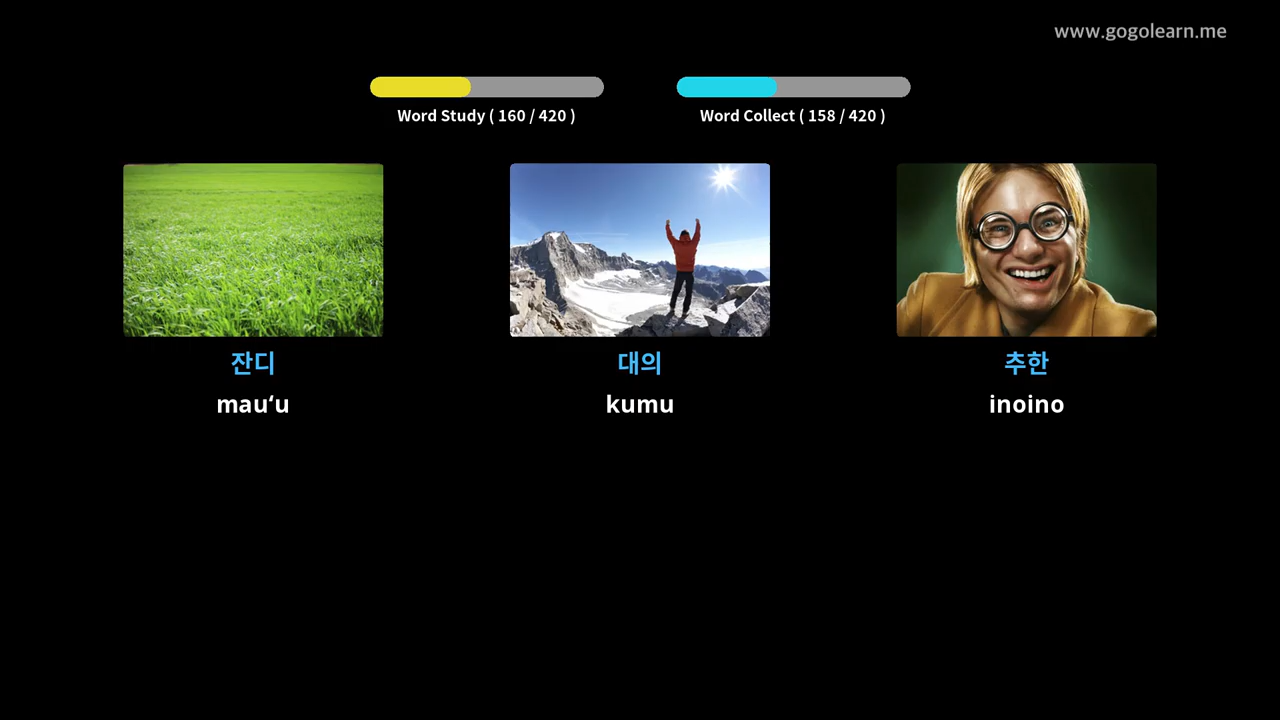 www.gogolearn.me
Word Study ( 160 / 420 )
Word Collect ( 158 / 420 )
잔디
mauʻu
대의
kumu
추한
inoino